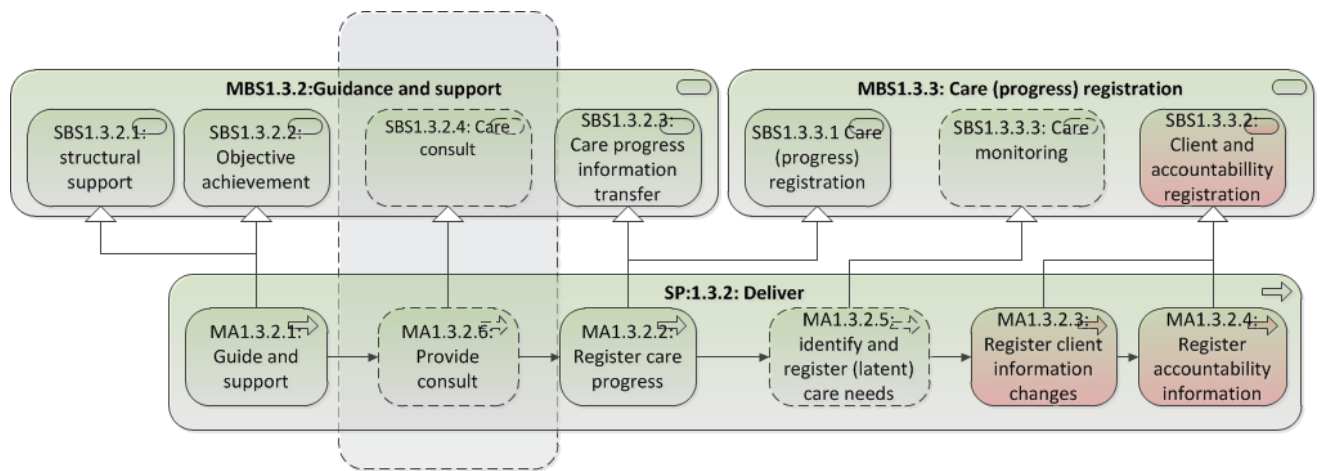 MBS1.3.2:Guidance and support
SBS1.3.2.1:
structural
support
SBS1.3.2.2:
Objective
achievement
SBS1.3.2.4: Care
consult
SBS1.3.2.3:
Care progress
information
transfer
MBS1.3.3: Care (progress) registration
SBS1.3.3.1 Care
(progress)
registration
SBS1.3.3.3: Care
monitoring
SBS1.3.3.2:
Client and
accountabillity
registration
SP:1.3.2: Deliver
MA1.3.2.1:
Guide and
support
MA1.3.2.6:
Provide
consult
MA1.3.2.2:
Register care
progress
MA1.3.2.5:
identify and
register (latent)
care needs
MA1.3.2.3:
Register client
information
changes
MA1.3.2.4:
Register
accountability
information